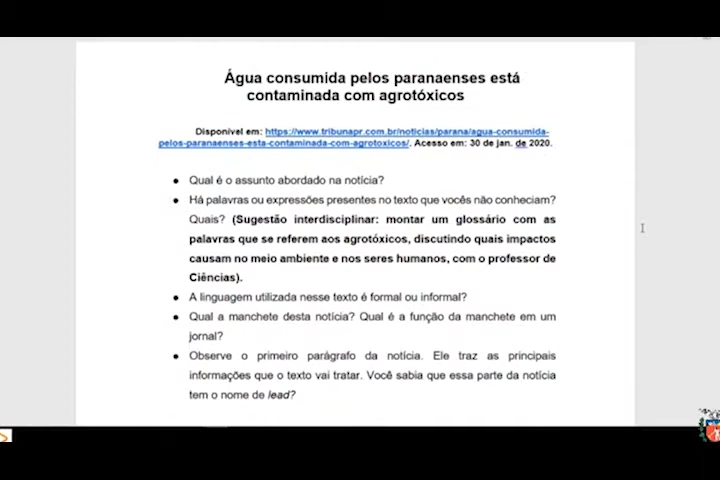 Água consumida pelos paranaenses está
contaminada com agrotóxicos
Disponível em: https://www.tribunapr.com.br/noticias/parana/agua-consumida-
pelos-paranaenses-esta-contaminada-com-agrotoxicos/. Acesso em: 30 de jan. de 2020.
● Qual é o assunto abordado na notícia?
● Há palavras ou expressões presentes no texto que vocês não conheciam?
Quais? (Sugestão interdisciplinar: montar um glossário com as
palavras que se referem aos agrotóxicos, discutindo quais impactos
causam no meio ambiente e nos seres humanos, com o professor de
Ciências).
● A linguagem utilizada nesse texto é formal ou informal?
● Qual a manchete desta notícia? Qual é a função da manchete em um
jornal?
● Observe o primeiro parágrafo da notícia. Ele traz as principais
informações que o texto vai tratar. Você sabia que essa parte da notícia
tem o nome de lead?